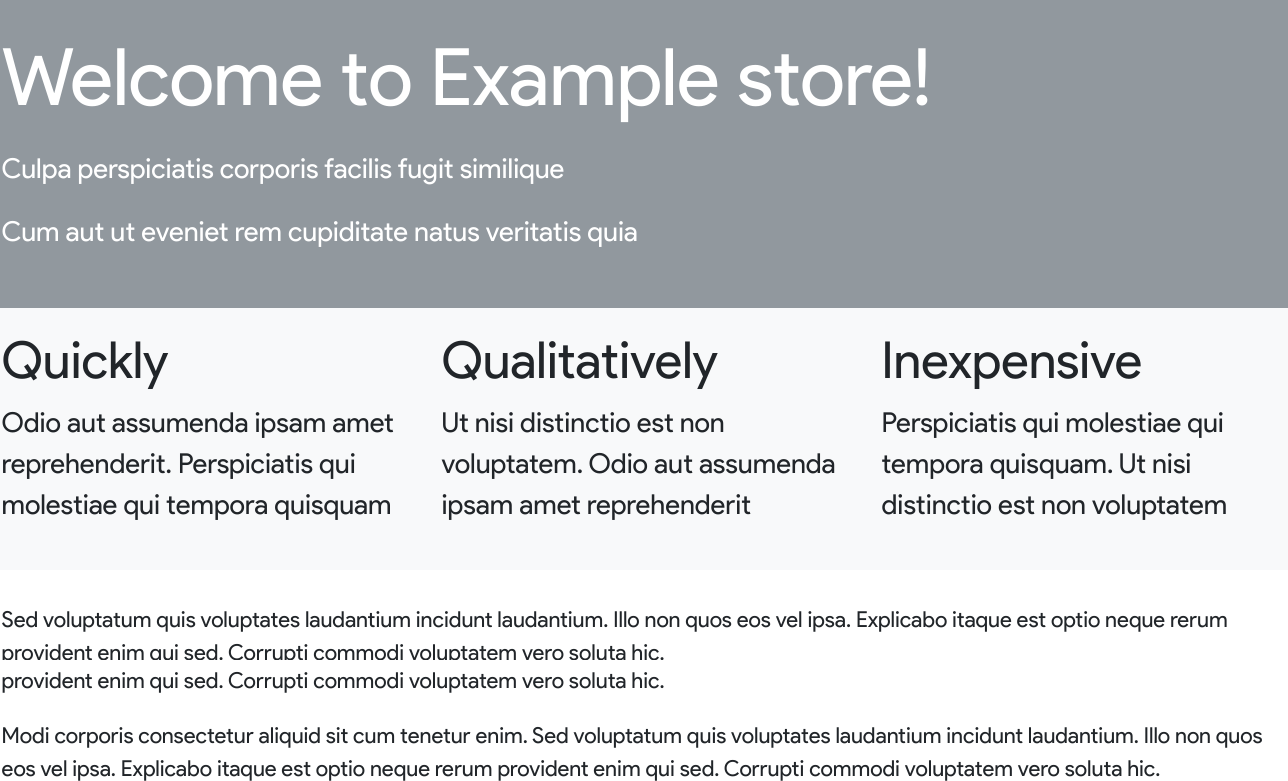 Welcome to Example store!
Culpa perspiciatis corporis facilis fugit similique
Cum aut ut eveniet rem cupiditate natus veritatis quia
Quickly
Odio aut assumenda ipsam amet
reprehenderit. Perspiciatis qui
molestiae qui tempora quisquam
Qualitatively
Ut nisi distinctio est non
voluptatem. Odio aut assumenda
ipsam amet reprehenderit
Inexpensive
Perspiciatis qui molestiae qui
tempora quisquam. Ut nisi
distinctio est non voluptatem
Sed voluptatum quis voluptates laudantium incidunt laudantium. Illo non quos eos vel ipsa. Explicabo itaque est optio neque rerum
provident enim qui sed. Corrupti commodi voluptatem vero soluta hic.
provident enim qui sed. Corrupti commodi voluptatem vero soluta hic.
Modi corporis consectetur aliquid sit cum tenetur enim. Sed voluptatum quis voluptates laudantium incidunt laudantium. Illo non quos
eos vel ipsa. Explicabo itaque est optio neque rerum provident enim qui sed. Corrupti commodi voluptatem vero soluta hic.